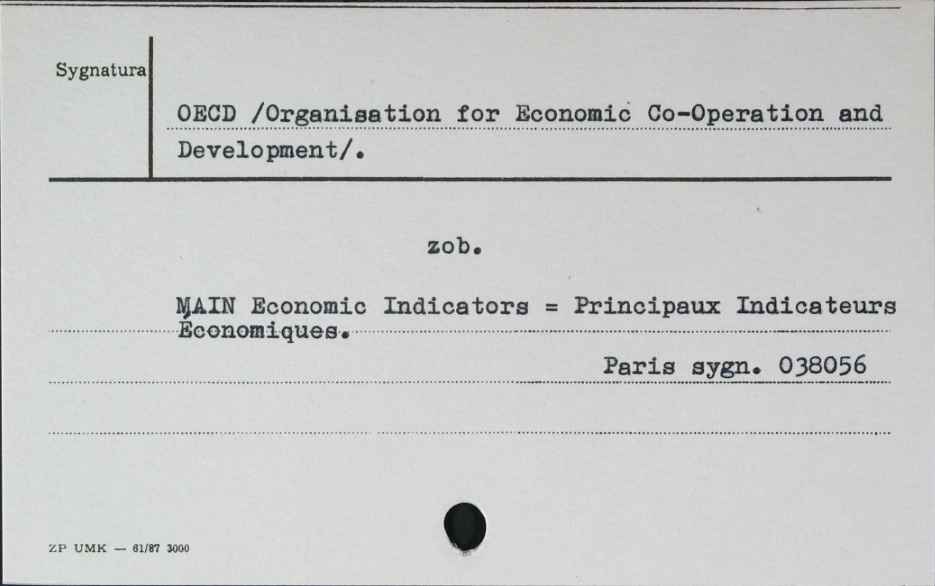 Sygnatura
OECD /Organisation for Economic Co-Operation and
Development/.
zob.
MAIN Economic Indicators = Principaux Indicateurs
Économiques.
Paris sygn. 038056
ZP UMK — 61/87 3000